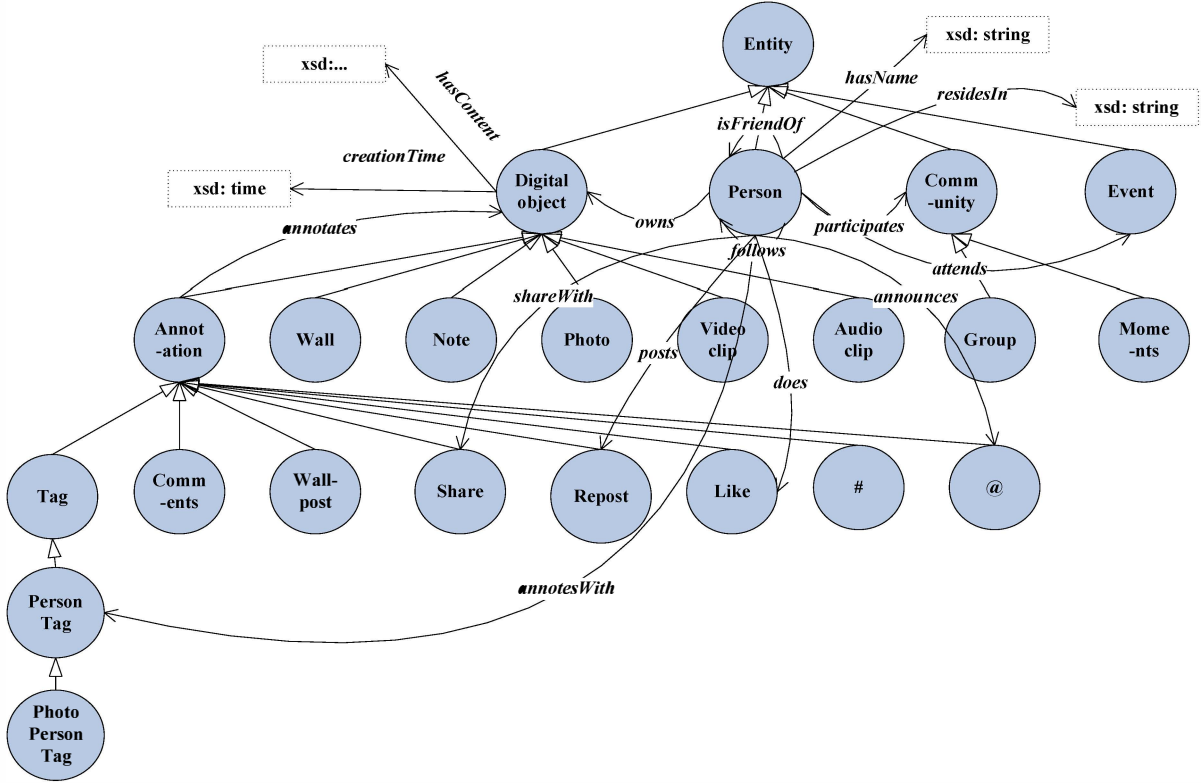 Entity
xsd: string
xsd:...
hasContent
hasName
residesIn
xsd: string
isFriendOf
creationTime
xsd: time
Digital
object
Person
Comm
-unity
Event
annotates
owns
participates
follows
attends
shareWith
announces
Annot
-ation
Wall
Note
Photo
Video
clip
Audio
clip
Group
Mome
-nts
posts
does
Tag
Comm
-ents
Wall-
post
Share
Repost
Like
#
@
annotesWith
Person
Tag
Photo
Person
Tag